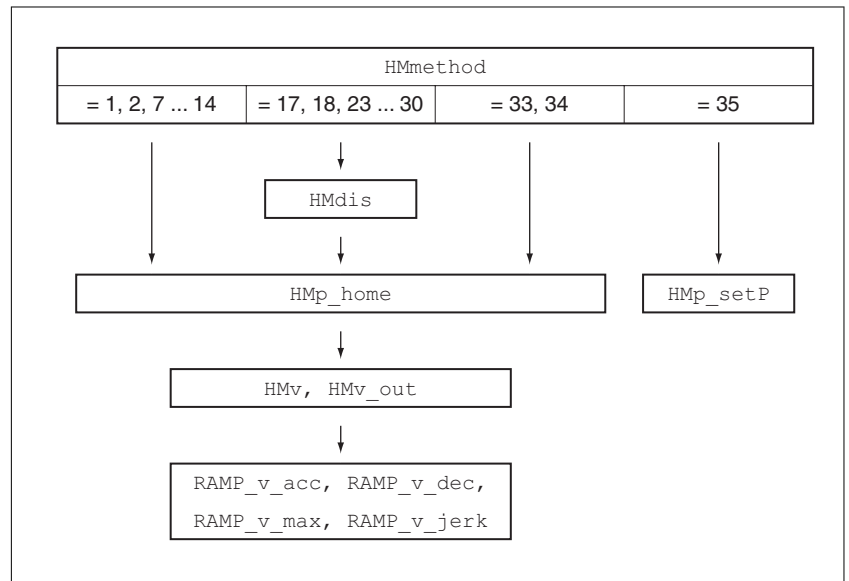 HMmethod
= 1, 2, 7 ... 14 = 17, 18, 23 ... 30 = 33, 34 = 35
HMdis
HMp_home HMp_setP
HMv, HMv_out
RAMP_v_acc, RAMP_v_dec,
RAMP_v_max, RAMP_v_jerk